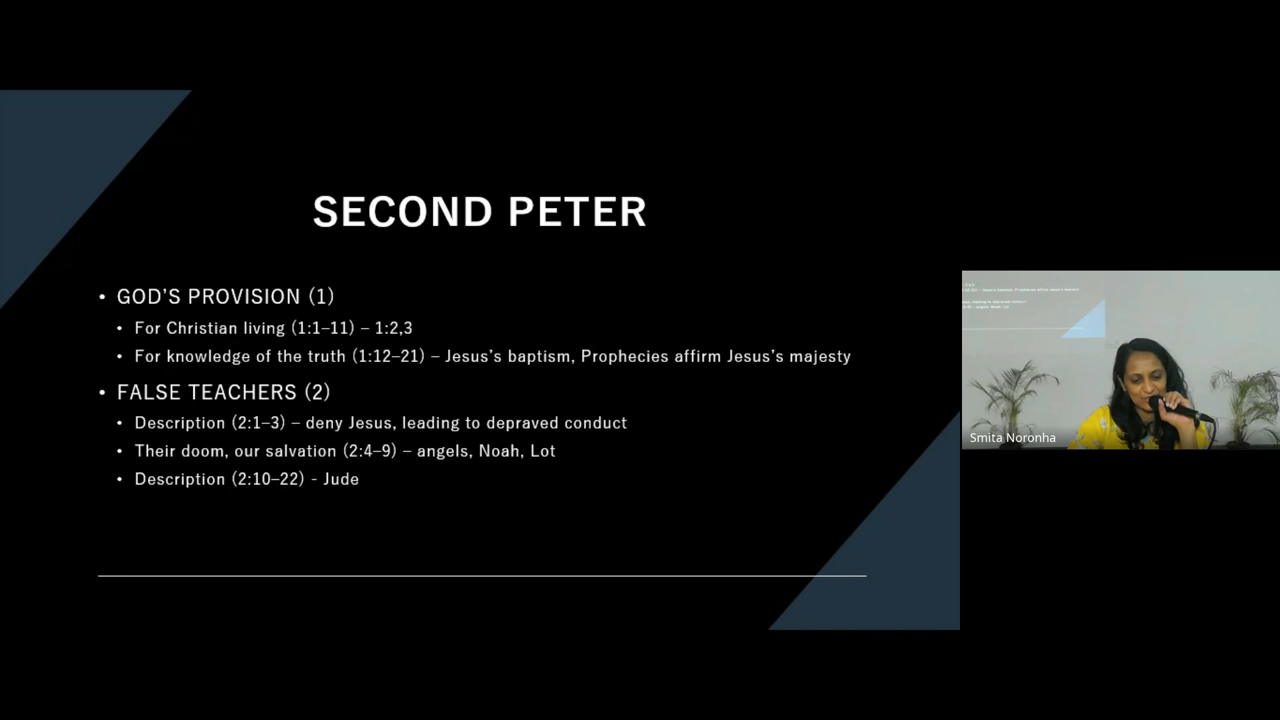 SECOND PETER
• GOD’S PROVISION (1)
• For Christian living (1:1–11) – 1:2,3
• For knowledge of the truth (1:12–21) – Jesus’s baptism, Prophecies affirm Jesus’s majesty
• FALSE TEACHERS (2)
• Description (2:1–3) – deny Jesus, leading to depraved conduct
• Their doom, our salvation (2:4–9) – angels, Noah, Lot
• Description (2:10–22) - Jude
Smita Noronha